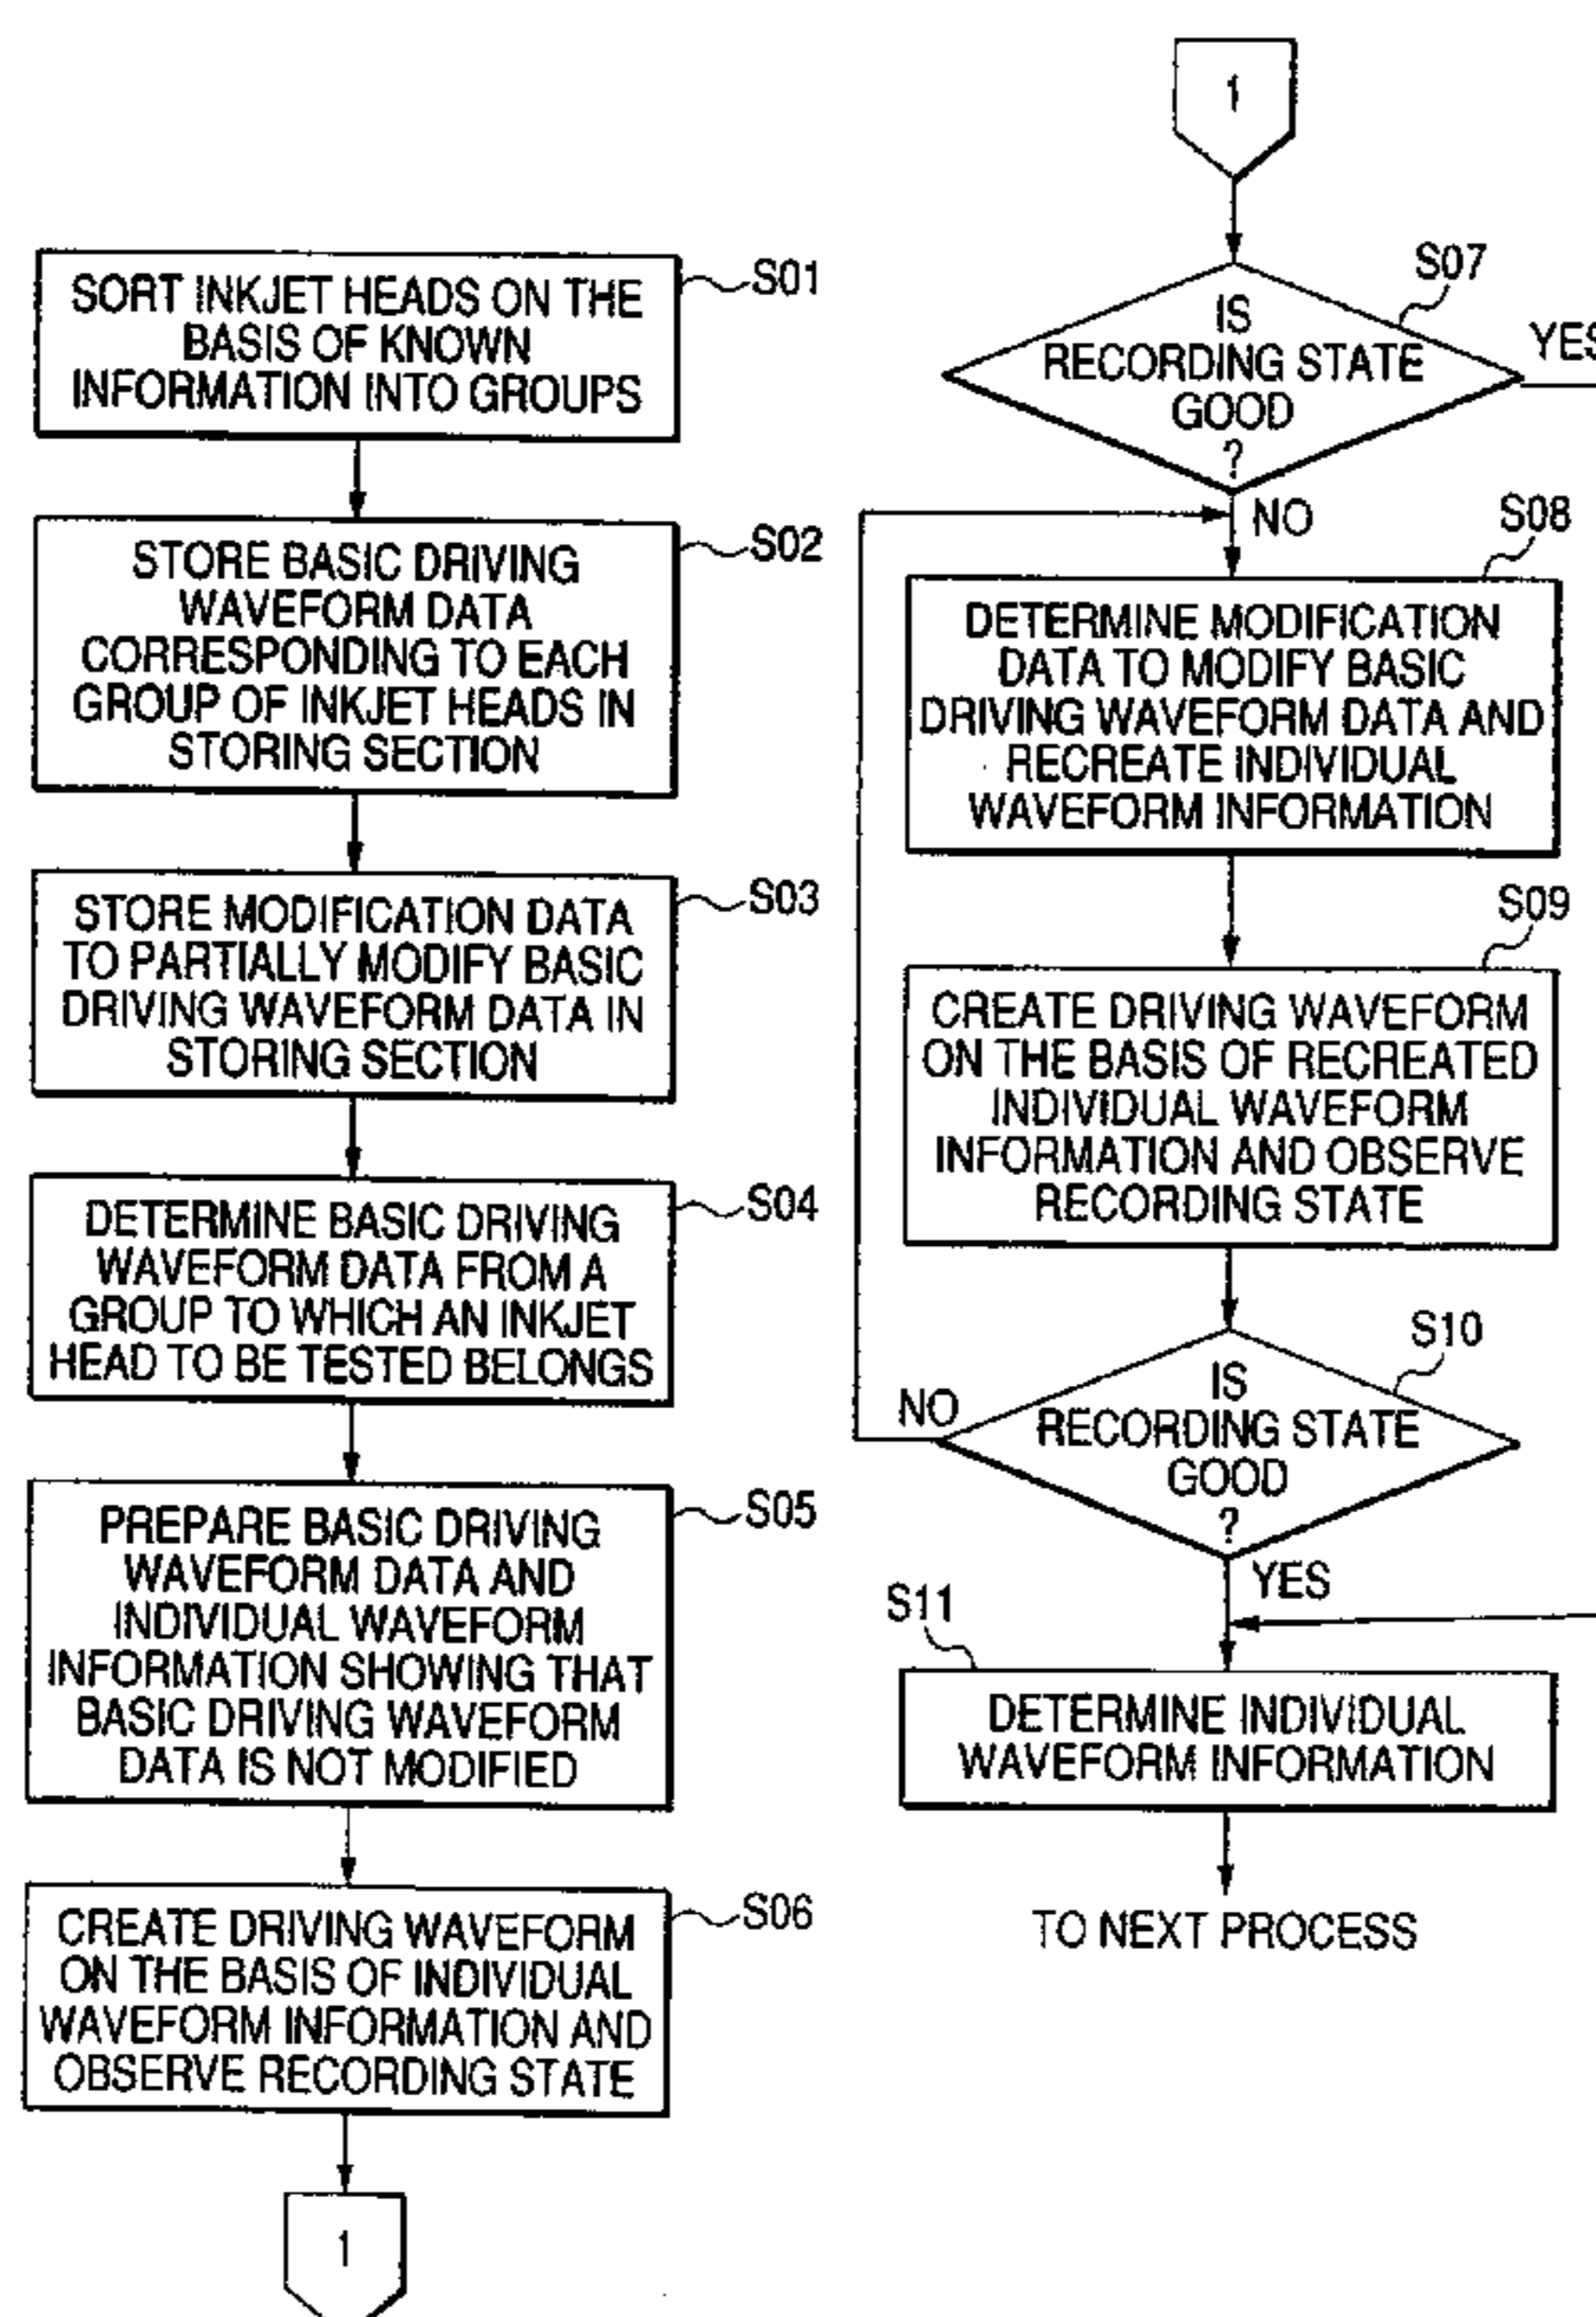 SORT INKJET HEADS ON THE
BASIS OF KNOWN
INFORMATION INTO GROUPS
S01
STORE BASIC DRIVING
WAVEFORM DATA
CORRESPONDING TO EACH
GROUP OF INKJET HEADS IN
STORING SECTION
S02
STORE MODIFICATION DATA
TO PARTIALLY MODIFY BASIC
DRIVING WAVEFORM DATA IN
STORING SECTION
S03
DETERMINE BASIC DRIVING
WAVEFORM DATA FROM A
GROUP TO WHICH AN INKJET
HEAD TO BE TESTED BELONGS
S04
PREPARE BASIC DRIVING
WAVEFORM DATA AND
INDIVIDUAL WAVEFORM
INFORMATION SHOWING THAT
BASIC DRIVING WAVEFORM
DATA IS NOT MODIFIED
S05
CREATE DRIVING WAVEFORM
ON THE BASIS OF INDIVIDUAL
WAVEFORM INFORMATION AND
OBSERVE RECORDING STATE
S06
1
1
IS
RECORDING STATE
GOOD
?
S07
YES
NO
DETERMINE MODIFICATION
DATA TO MODIFY BASIC
DRIVING WAVEFORM DATA AND
RECREATE INDIVIDUAL
WAVEFORM INFORMATION
S08
CREATE DRIVING WAVEFORM
ON THE BASIS OF RECREATED
INDIVIDUAL WAVEFORM
INFORMATION AND OBSERVE
RECORDING STATE
S09
IS
RECORDING STATE
GOOD
?
S10
NO
YES
S11
DETERMINE INDIVIDUAL
WAVEFORM INFORMATION
TO NEXT PROCESS